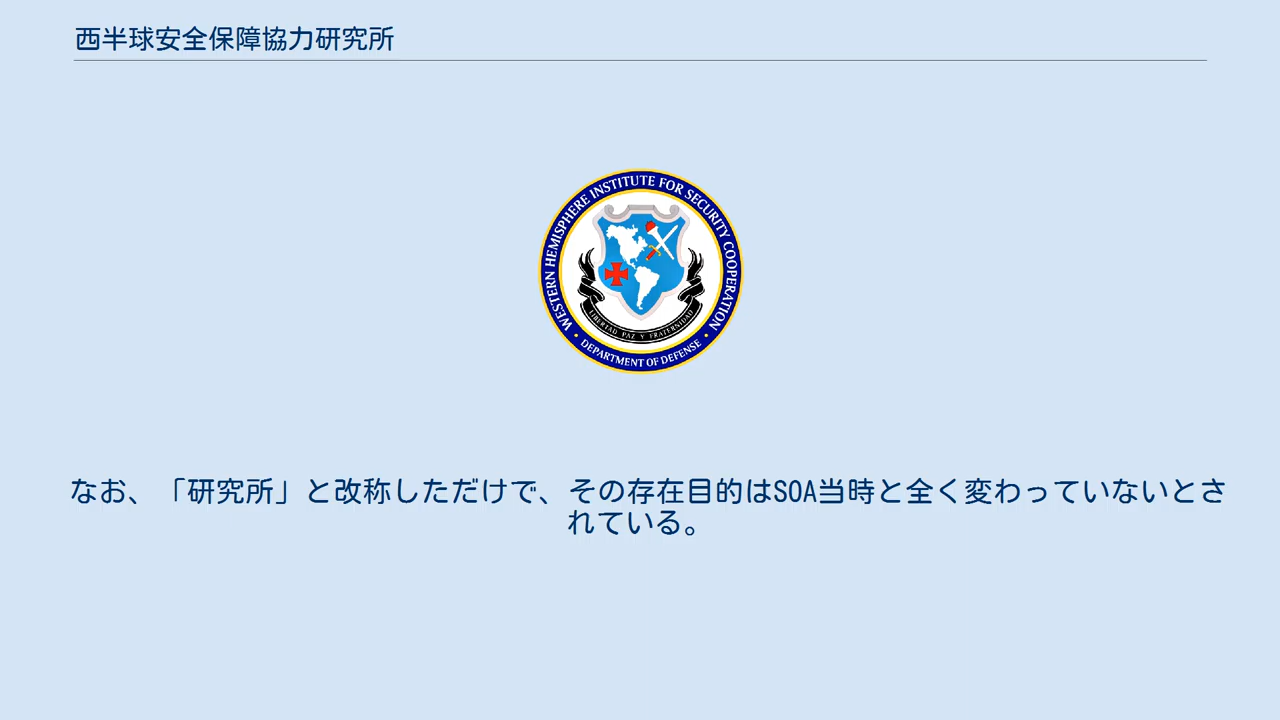 西半球安全保障協力研究所
WESTERN HEMISPHERE INSTITUTE FOR SECURITY COOPERATION
LIBERTAD PAZ Y FRATERNIDAD
• DEPARTMENT OF DEFENSE •
なお、「研究所」と改称しただけで、その存在目的はSOA当時と全く変わっていないとさ
れている。